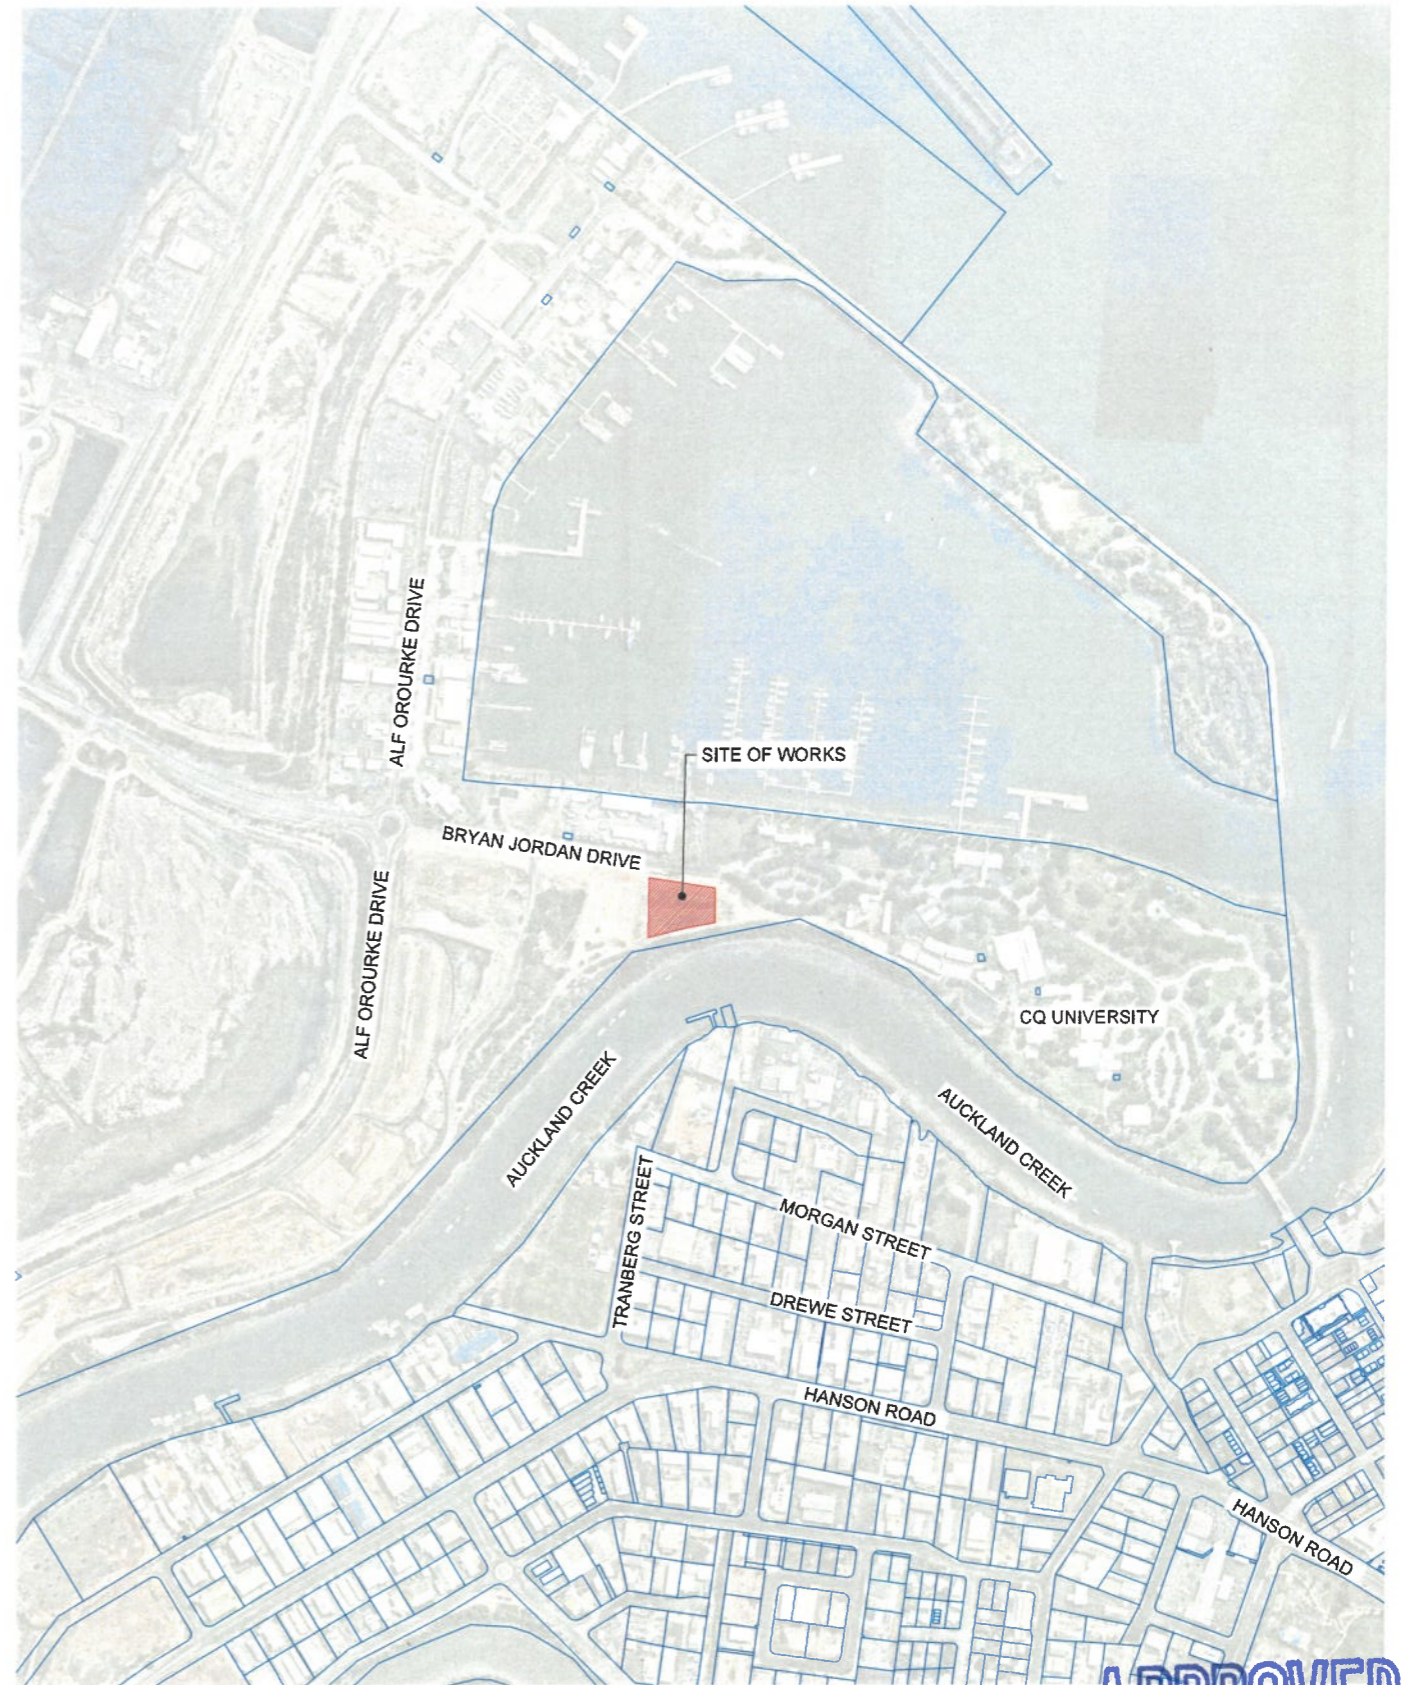 ALF OROURKE DRIVE
SITE OF WORKS
BRYAN JORDAN DRIVE
ALF OROURKE DRIVE
CQ UNIVERSITY
AUCKLAND CREEK
AUCKLAND CREEK
TRANBERG STREET
MORGAN STREET
DREWE STREET
HANSON ROAD
HANSON ROAD
APPROVED